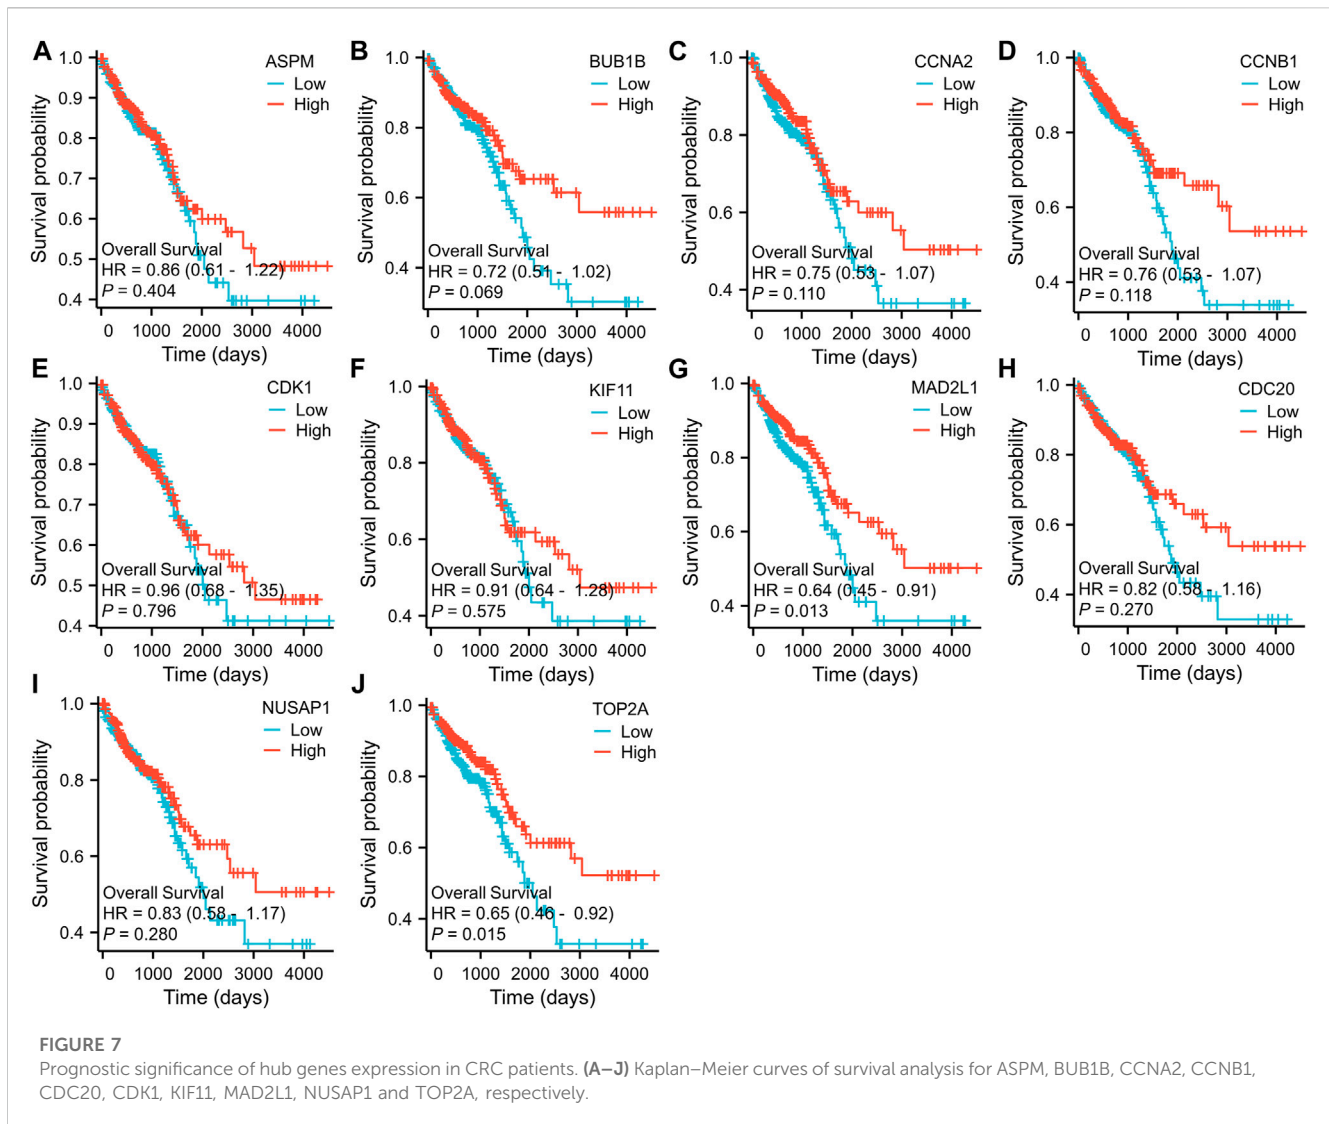 A
ASPM
Low
High
Survival probability
1.0
0.9
0.8
0.7
0.6
0.5
0.4
Overall Survival
HR = 0.86 (0.61 - 1.22)
P = 0.404
0 1000 2000 3000 4000
Time (days)
B
BUB1B
Low
High
Survival probability
1.0
0.8
0.6
0.4
Overall Survival
HR = 0.72 (0.51 - 1.02)
P = 0.069
0 1000 2000 3000 4000
Time (days)
C
CCNA2
Low
High
Survival probability
1.0
0.8
0.6
0.4
Overall Survival
HR = 0.75 (0.53 - 1.07)
P = 0.110
0 1000 2000 3000 4000
Time (days)
D
CCNB1
Low
High
Survival probability
1.0
0.8
0.6
0.4
Overall Survival
HR = 0.76 (0.53 - 1.07)
P = 0.118
0 1000 2000 3000 4000
Time (days)
E
CDK1
Low
High
Survival probability
1.0
0.9
0.8
0.7
0.6
0.5
0.4
Overall Survival
HR = 0.96 (0.68 - 1.35)
P = 0.796
0 1000 2000 3000 4000
Time (days)
F
KIF11
Low
High
Survival probability
1.0
0.8
0.6
0.4
Overall Survival
HR = 0.91 (0.64 - 1.28)
P = 0.575
0 1000 2000 3000 4000
Time (days)
G
MAD2L1
Low
High
Survival probability
1.0
0.8
0.6
0.4
Overall Survival
HR = 0.64 (0.45 - 0.91)
P = 0.013
0 1000 2000 3000 4000
Time (days)
H
CDC20
Low
High
Survival probability
1.0
0.8
0.6
0.4
Overall Survival
HR = 0.82 (0.58 - 1.16)
P = 0.270
0 1000 2000 3000 4000
Time (days)
I
NUSAP1
Low
High
Survival probability
1.0
0.8
0.6
0.4
Overall Survival
HR = 0.83 (0.58 - 1.17)
P = 0.280
0 1000 2000 3000 4000
Time (days)
J
TOP2A
Low
High
Survival probability
1.0
0.8
0.6
0.4
Overall Survival
HR = 0.65 (0.46 - 0.92)
P = 0.015
0 1000 2000 3000 4000
Time (days)
FIGURE 7
Prognostic significance of hub genes expression in CRC patients. (A–J) Kaplan–Meier curves of survival analysis for ASPM, BUB1B, CCNA2, CCNB1,
CDC20, CDK1, KIF11, MAD2L1, NUSAP1 and TOP2A, respectively.